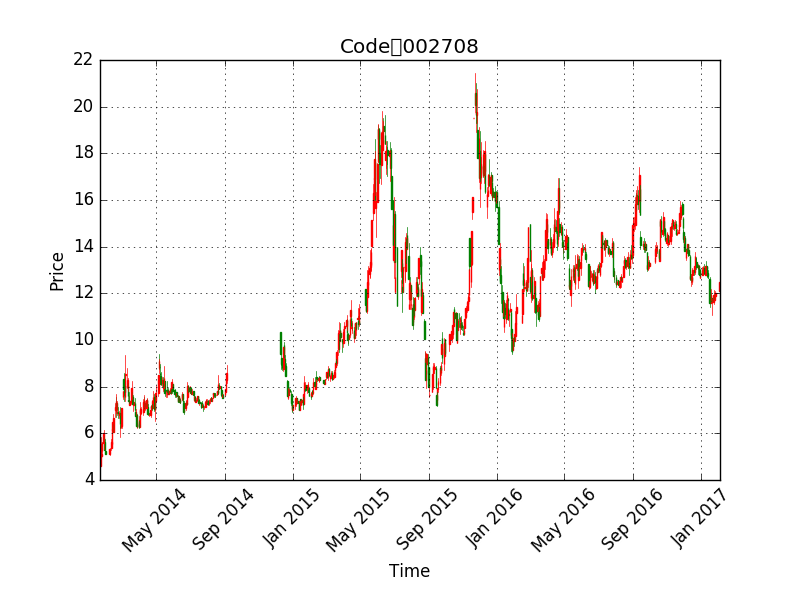 Code▯002708
22
20
18
16
14
12
10
8
6
4
Price
May 2014
Sep 2014
Jan 2015
May 2015
Sep 2015
Jan 2016
May 2016
Sep 2016
Jan 2017
Time